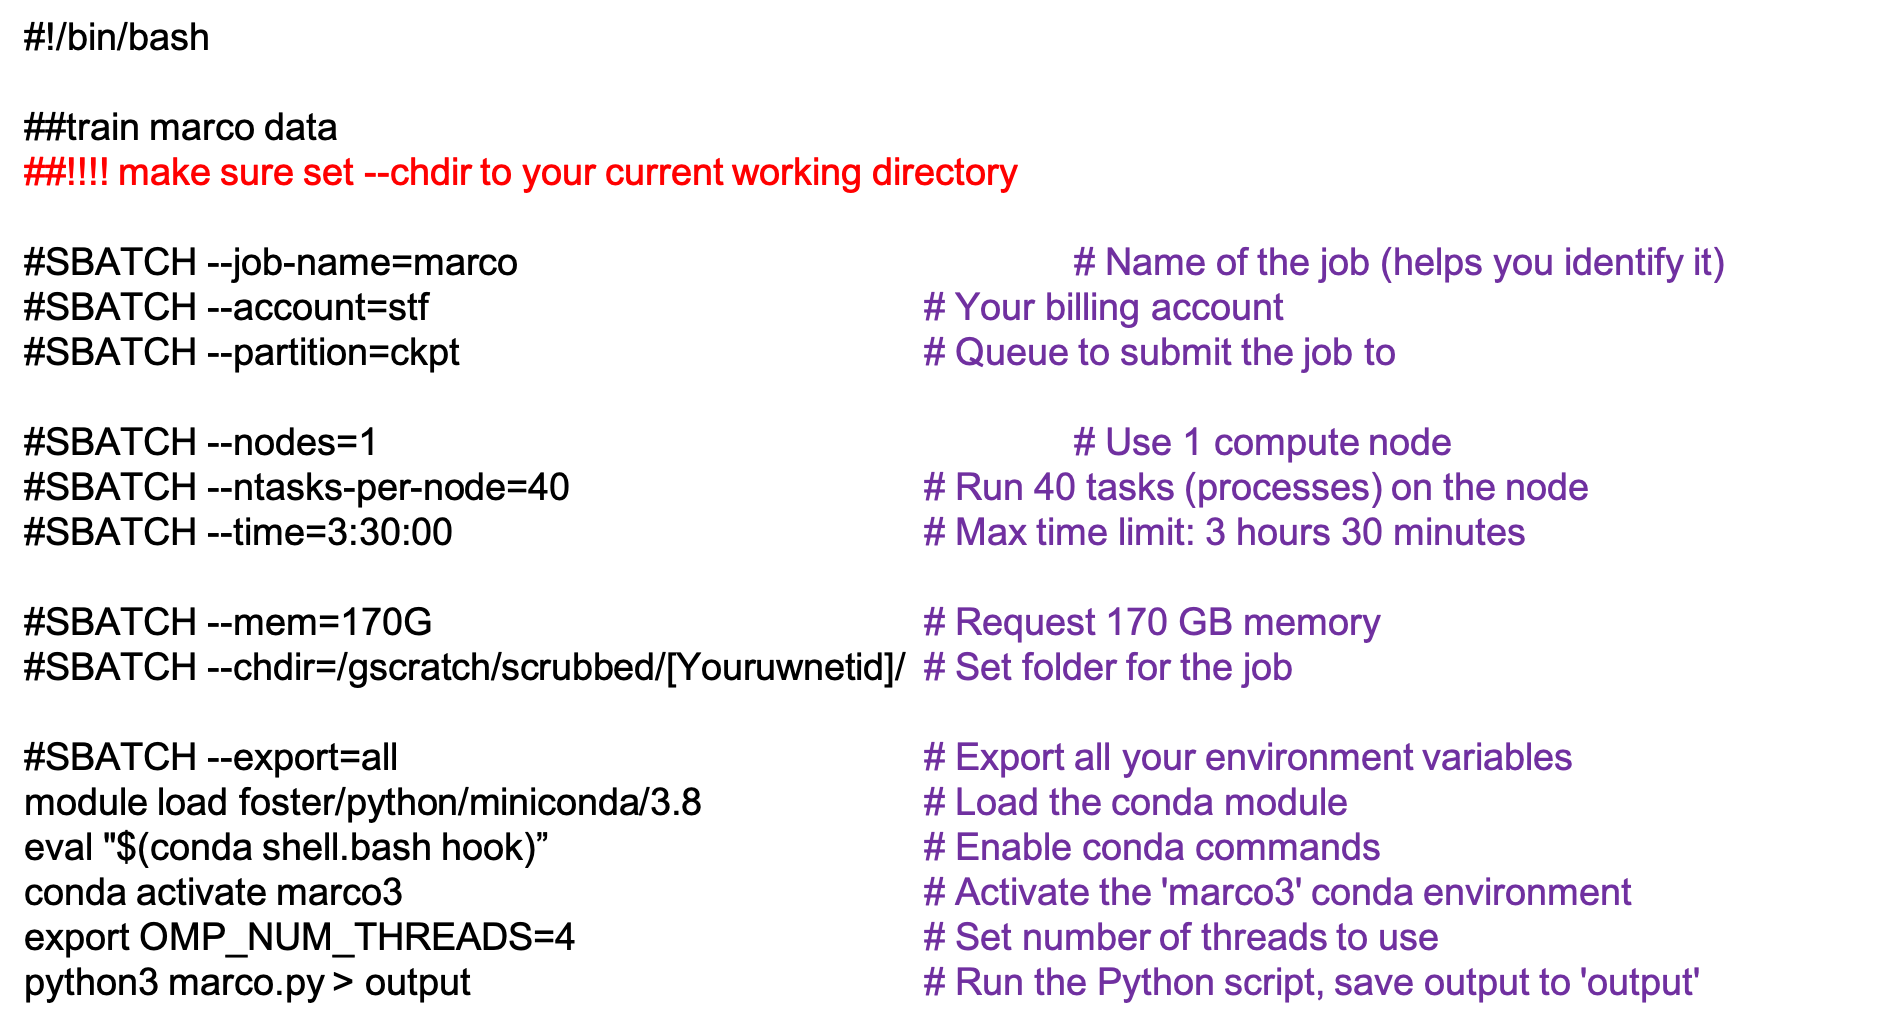 #!/bin/bash
##train marco data
##!!!! make sure set --chdir to your current working directory
#SBATCH --job-name=marco # Name of the job (helps you identify it)
#SBATCH --account=stf # Your billing account
#SBATCH --partition=ckpt # Queue to submit the job to
#SBATCH --nodes=1 # Use 1 compute node
#SBATCH --ntasks-per-node=40 # Run 40 tasks (processes) on the node
#SBATCH --time=3:30:00 # Max time limit: 3 hours 30 minutes
#SBATCH --mem=170G # Request 170 GB memory
#SBATCH --chdir=/gscratch/scrubbed/[Youruwnetid]/ # Set folder for the job
#SBATCH --export=all # Export all your environment variables
module load foster/python/miniconda/3.8 # Load the conda module
eval "$(conda shell.bash hook)” # Enable conda commands
conda activate marco3 # Activate the 'marco3' conda environment
export OMP_NUM_THREADS=4 # Set number of threads to use
python3 marco.py > output # Run the Python script, save output to 'output'